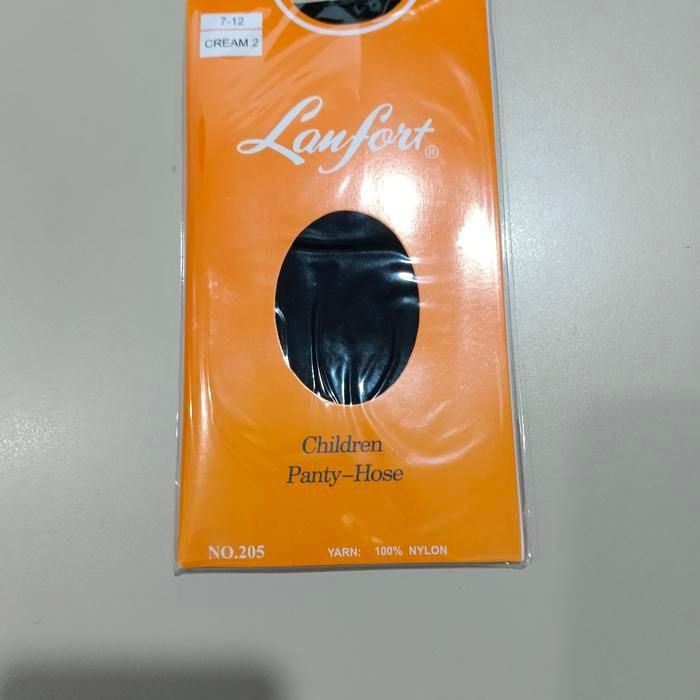 7-12
CREAM 2
Lanfort®
Children
Panty-Hose
NO.205
YARN: 100% NYLON